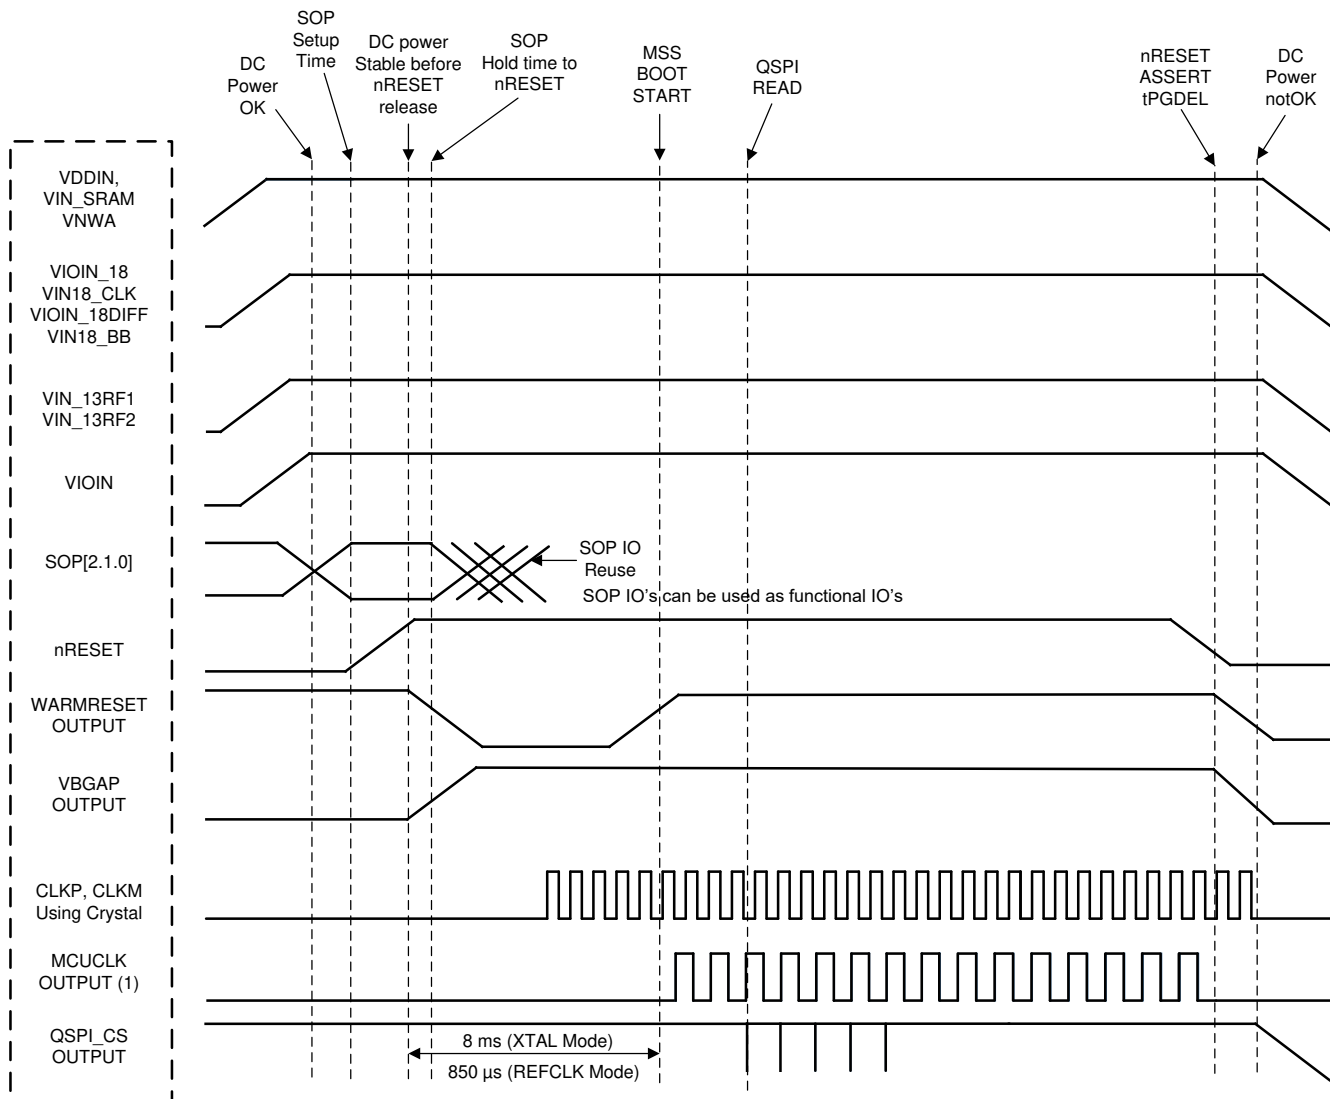 DC
Power
OK
SOP
Setup
Time
DC power
Stable before
nRESET
release
SOP
Hold time to
nRESET
MSS
BOOT
START
QSPI
READ
nRESET
ASSERT
tPGDEL
DC
Power
notOK
VDDIN,
VIN_SRAM
VNWA
VIOIN_18
VIN18_CLK
VIOIN_18DIFF
VIN18_BB
VIN_13RF1
VIN_13RF2
VIOIN
SOP[2.1.0]
SOP IO
Reuse
SOP IO's can be used as functional IO's
nRESET
WARMRESET
OUTPUT
VBGAP
OUTPUT
CLKP, CLKM
Using Crystal
MCUCLK
OUTPUT (1)
QSPI_CS
OUTPUT
8 ms (XTAL Mode)
850 µs (REFCLK Mode)